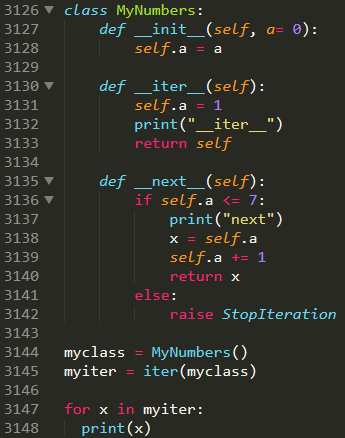 3126 class MyNumbers:
3127     def __init__(self, a= 0):
3128         self.a = a
3129
3130     def __iter__(self):
3131         self.a = 1
3132         print("__iter__")
3133         return self
3134
3135     def __next__(self):
3136         if self.a <= 7:
3137             print("next")
3138             x = self.a
3139             self.a += 1
3140             return x
3141         else:
3142             raise StopIteration
3143
3144 myclass = MyNumbers()
3145 myiter = iter(myclass)
3146
3147 for x in myiter:
3148   print(x)